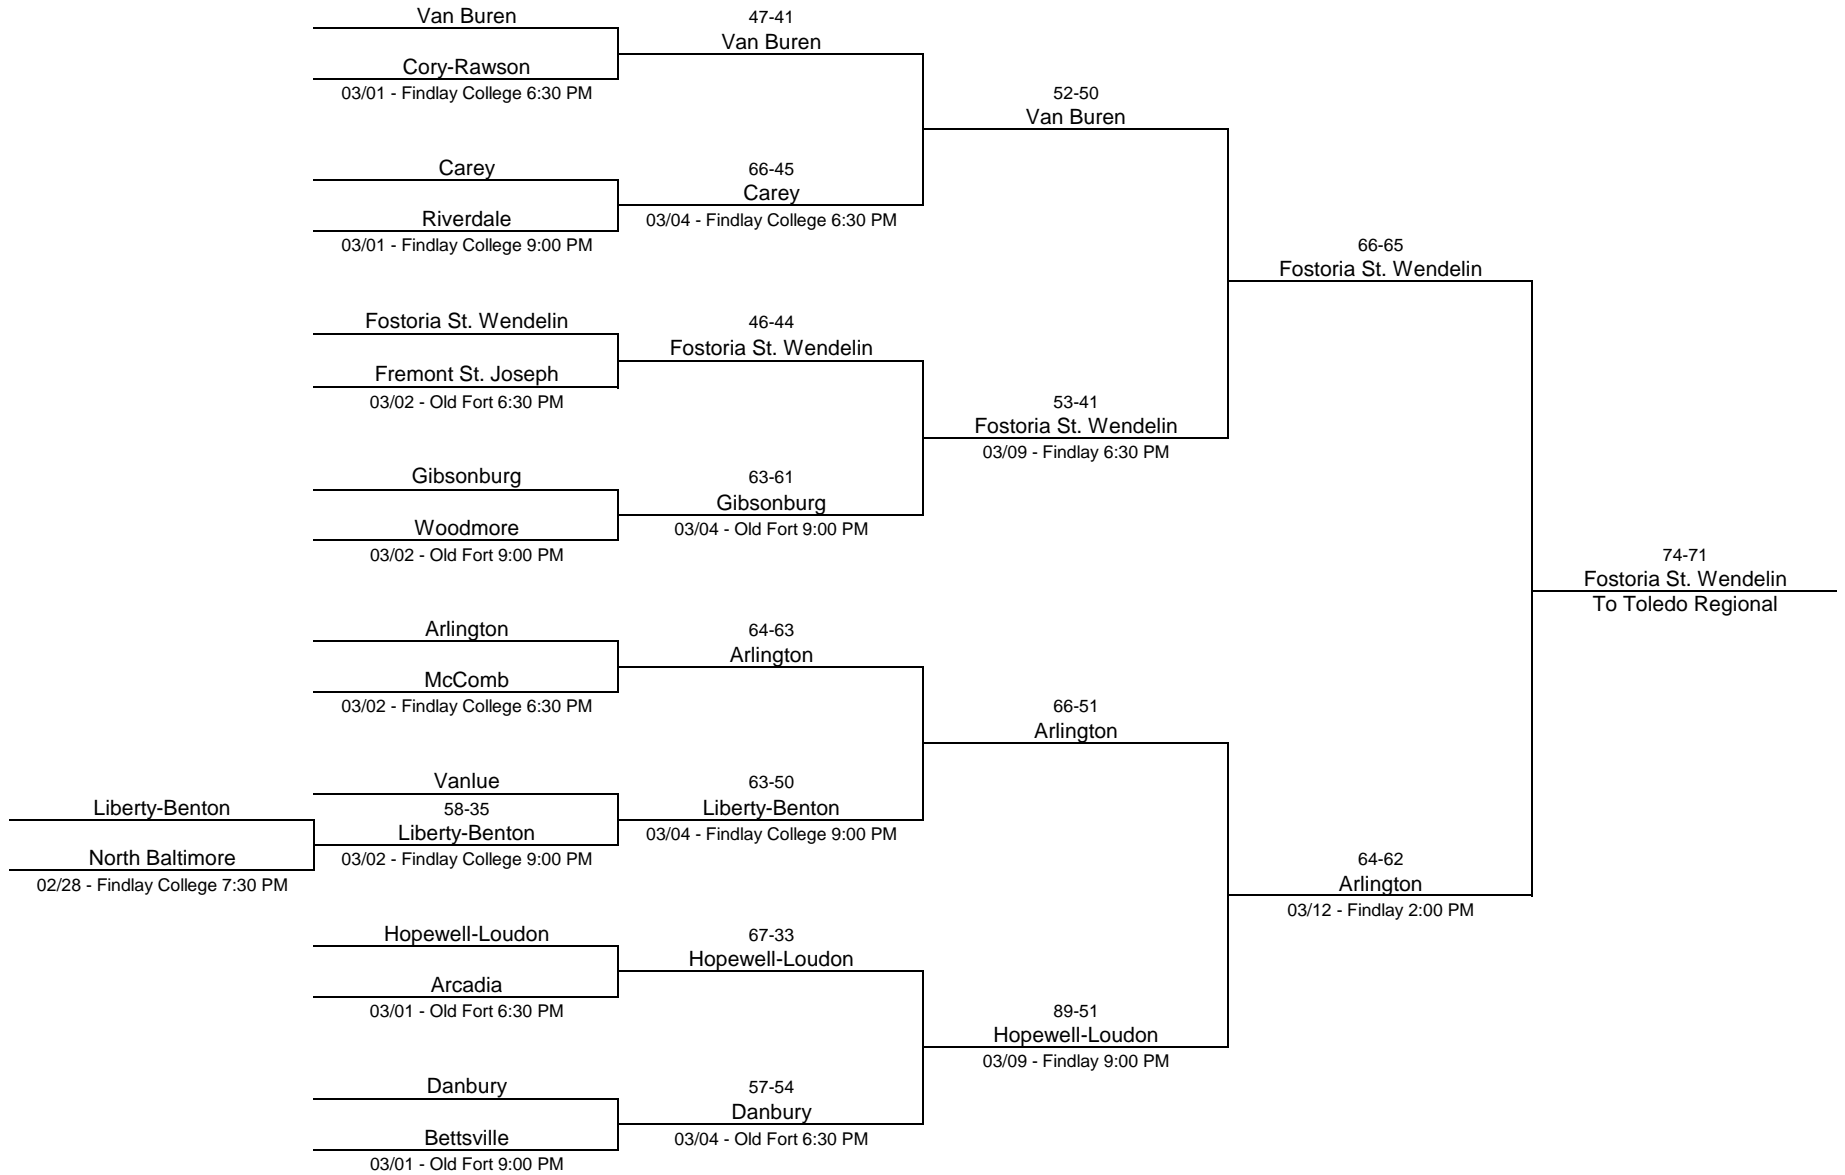 Van Buren
Cory-Rawson
03/01 - Findlay College 6:30 PM
47-41
Van Buren
Carey
Riverdale
03/01 - Findlay College 9:00 PM
66-45
Carey
03/04 - Findlay College 6:30 PM
52-50
Van Buren
Fostoria St. Wendelin
Fremont St. Joseph
03/02 - Old Fort 6:30 PM
46-44
Fostoria St. Wendelin
Gibsonburg
Woodmore
03/02 - Old Fort 9:00 PM
63-61
Gibsonburg
03/04 - Old Fort 9:00 PM
53-41
Fostoria St. Wendelin
03/09 - Findlay 6:30 PM
66-65
Fostoria St. Wendelin
Arlington
McComb
03/02 - Findlay College 6:30 PM
64-63
Arlington
Liberty-Benton
North Baltimore
02/28 - Findlay College 7:30 PM
Vanlue
58-35
Liberty-Benton
03/02 - Findlay College 9:00 PM
63-50
Liberty-Benton
03/04 - Findlay College 9:00 PM
66-51
Arlington
Hopewell-Loudon
Arcadia
03/01 - Old Fort 6:30 PM
67-33
Hopewell-Loudon
Danbury
Bettsville
03/01 - Old Fort 9:00 PM
57-54
Danbury
03/04 - Old Fort 6:30 PM
89-51
Hopewell-Loudon
03/09 - Findlay 9:00 PM
64-62
Arlington
03/12 - Findlay 2:00 PM
74-71
Fostoria St. Wendelin
To Toledo Regional